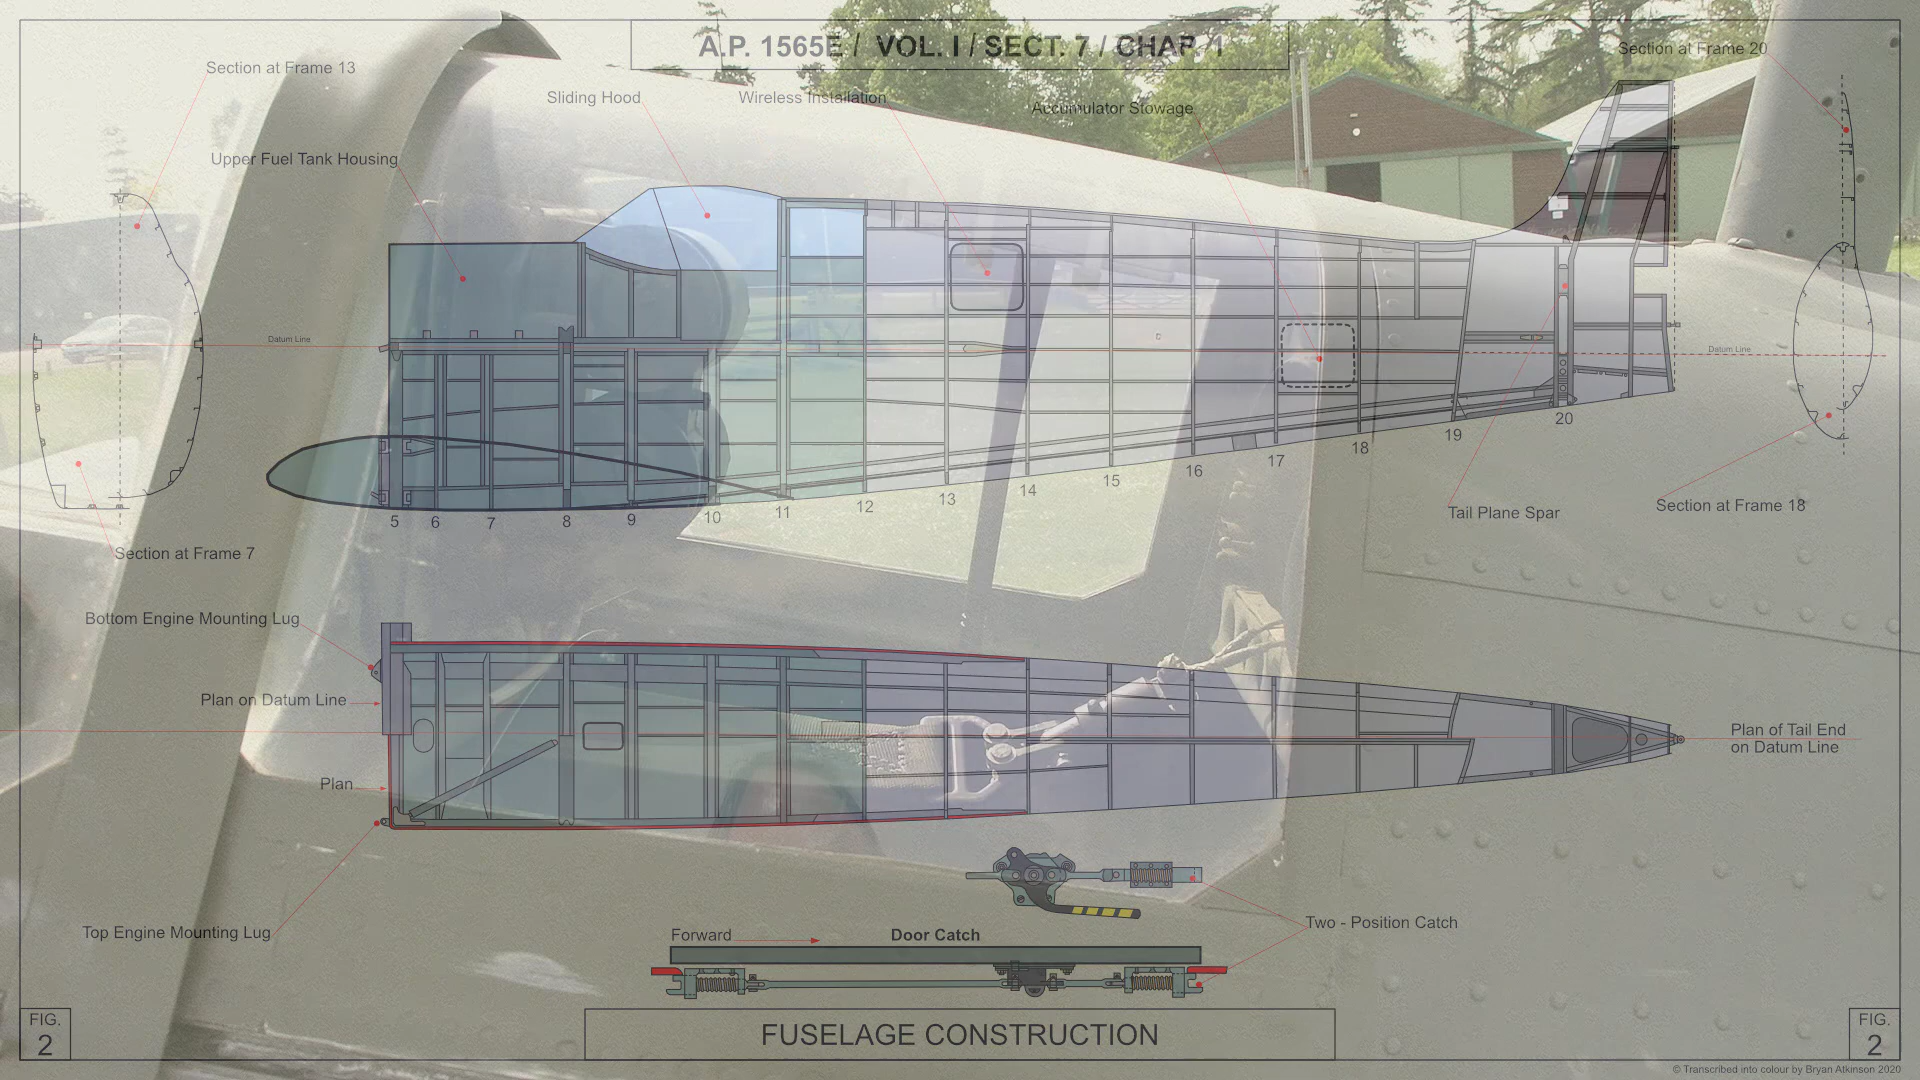 A.P. 1565E / VOL. I / SECT. 7 / CHAP. 1
Section at Frame 20
Section at Frame 13
Sliding Hood
Wireless Installation
Accumulator Stowage
Upper Fuel Tank Housing
Datum Line
Datum Line
5
6
7
8
9
10
11
12
13
14
15
16
17
18
19
20
Tail Plane Spar
Section at Frame 18
Section at Frame 7
Bottom Engine Mounting Lug
Plan on Datum Line
Plan of Tail End
on Datum Line
Plan
Top Engine Mounting Lug
Forward
Door Catch
Two - Position Catch
FIG.
2
FUSELAGE CONSTRUCTION
FIG.
2
© Transcribed into colour by Bryan Atkinson 2020